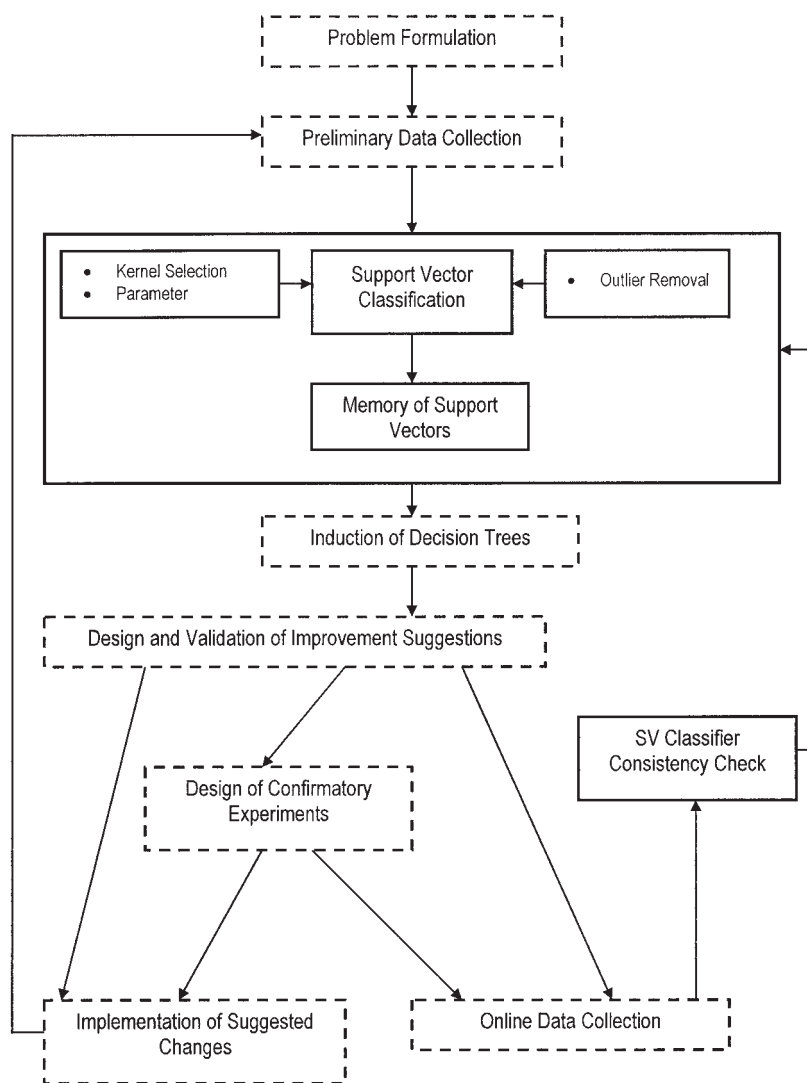 Problem Formulation
Preliminary Data Collection
• Kernel Selection
• Parameter
Support Vector
Classification
• Outlier Removal
Memory of Support
Vectors
Induction of Decision Trees
Design and Validation of Improvement Suggestions
SV Classifier
Consistency Check
Design of Confirmatory
Experiments
Implementation of Suggested
Changes
Online Data Collection